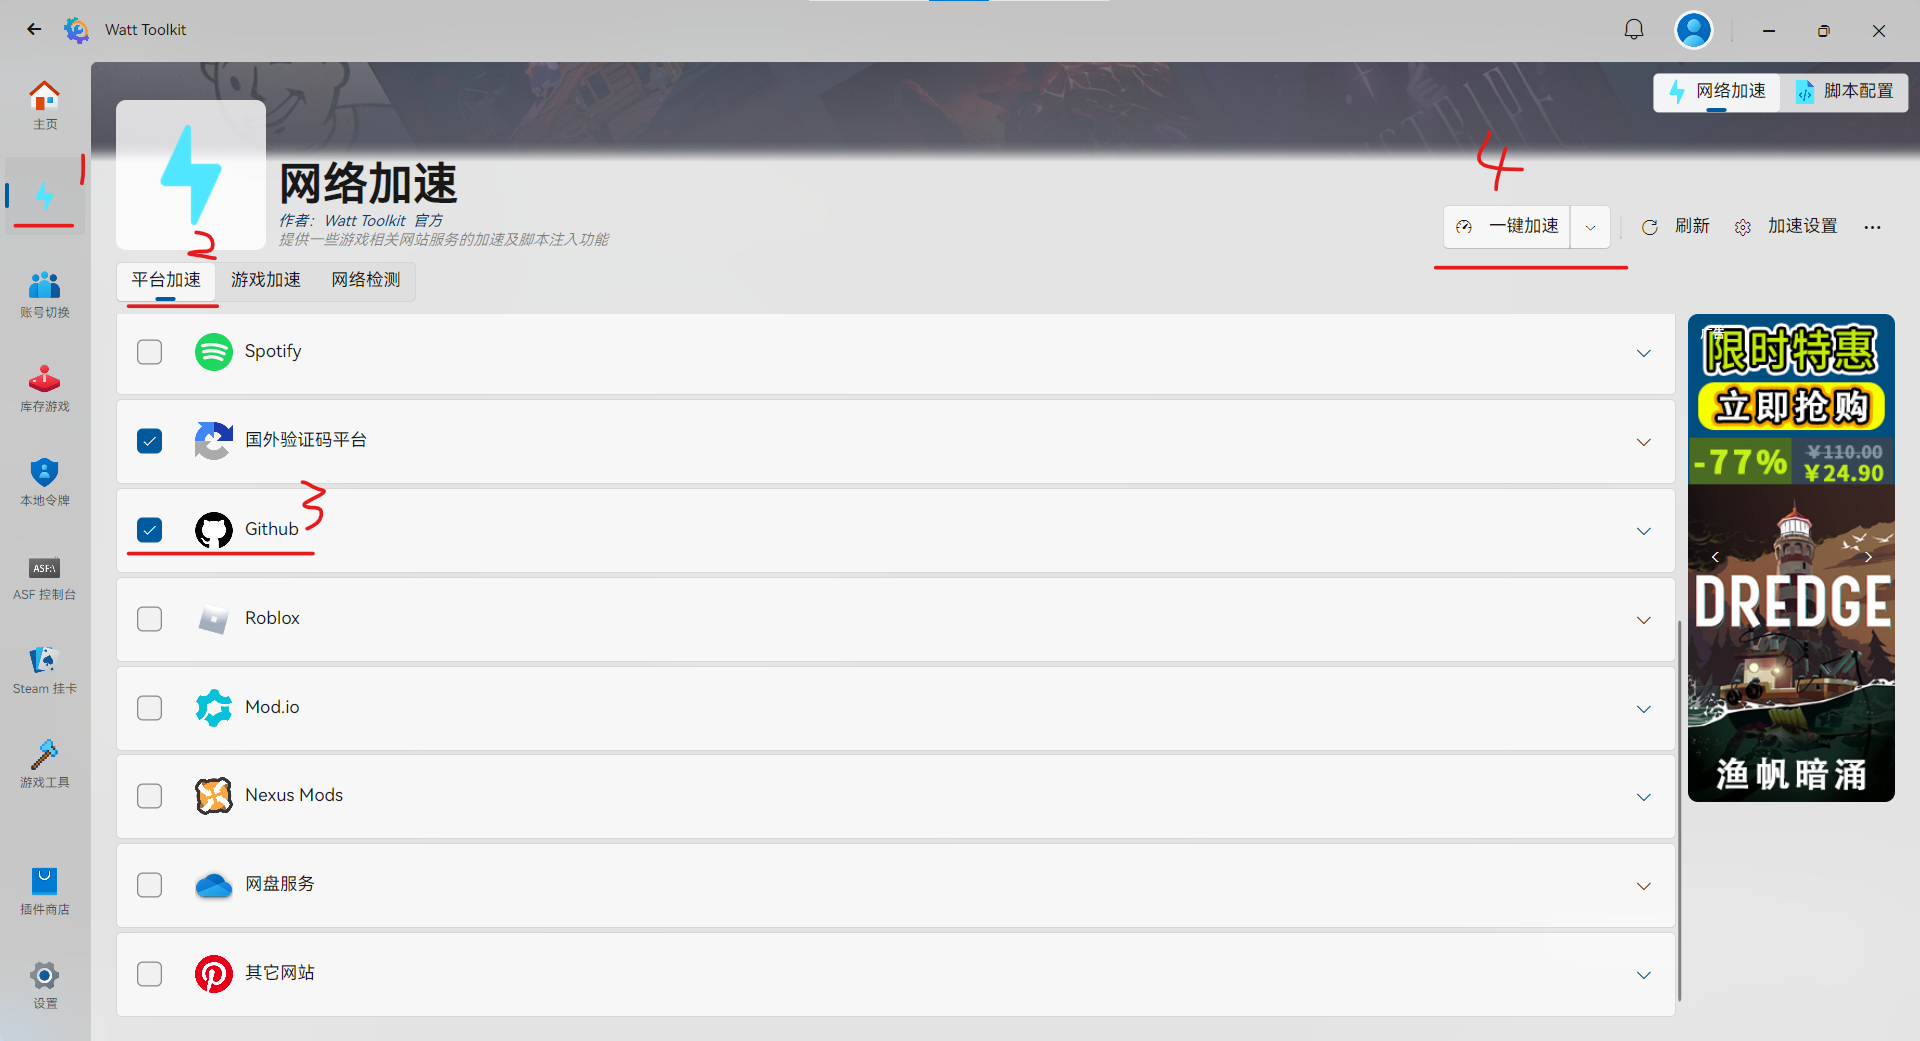 Watt Toolkit
主页
账号切换
库存游戏
本地令牌
ASF:\
ASF 控制台
Steam 挂卡
游戏工具
插件商店
设置
网络加速
脚本配置
1
2
3
4
网络加速
作者: Watt Toolkit 官方
提供一些游戏相关网站服务的加速及脚本注入功能
一键加速
刷新
加速设置
平台加速
游戏加速
网络检测
Spotify
国外验证码平台
Github
Roblox
Mod.io
Nexus Mods
网盘服务
其它网站
广告
限时特惠
立即抢购
-77%
¥110.00
¥24.90
DREDGE
渔帆暗涌